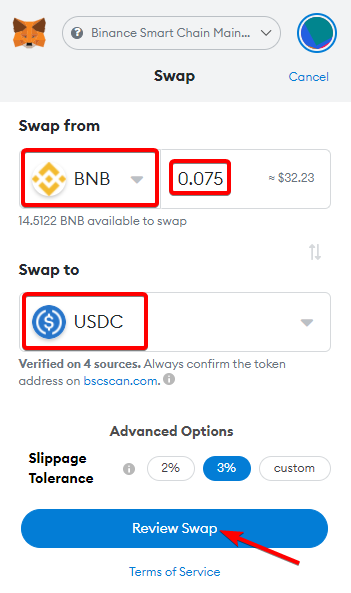 Binance Smart Chain Main...
Swap
Cancel
Swap from
BNB
0.075
≈ $32.23
14.5122 BNB available to swap
Swap to
USDC
Verified on 4 sources. Always confirm the token
address on bscscan.com.
Advanced Options
Slippage
Tolerance
2%
3%
custom
Review Swap
Terms of Service